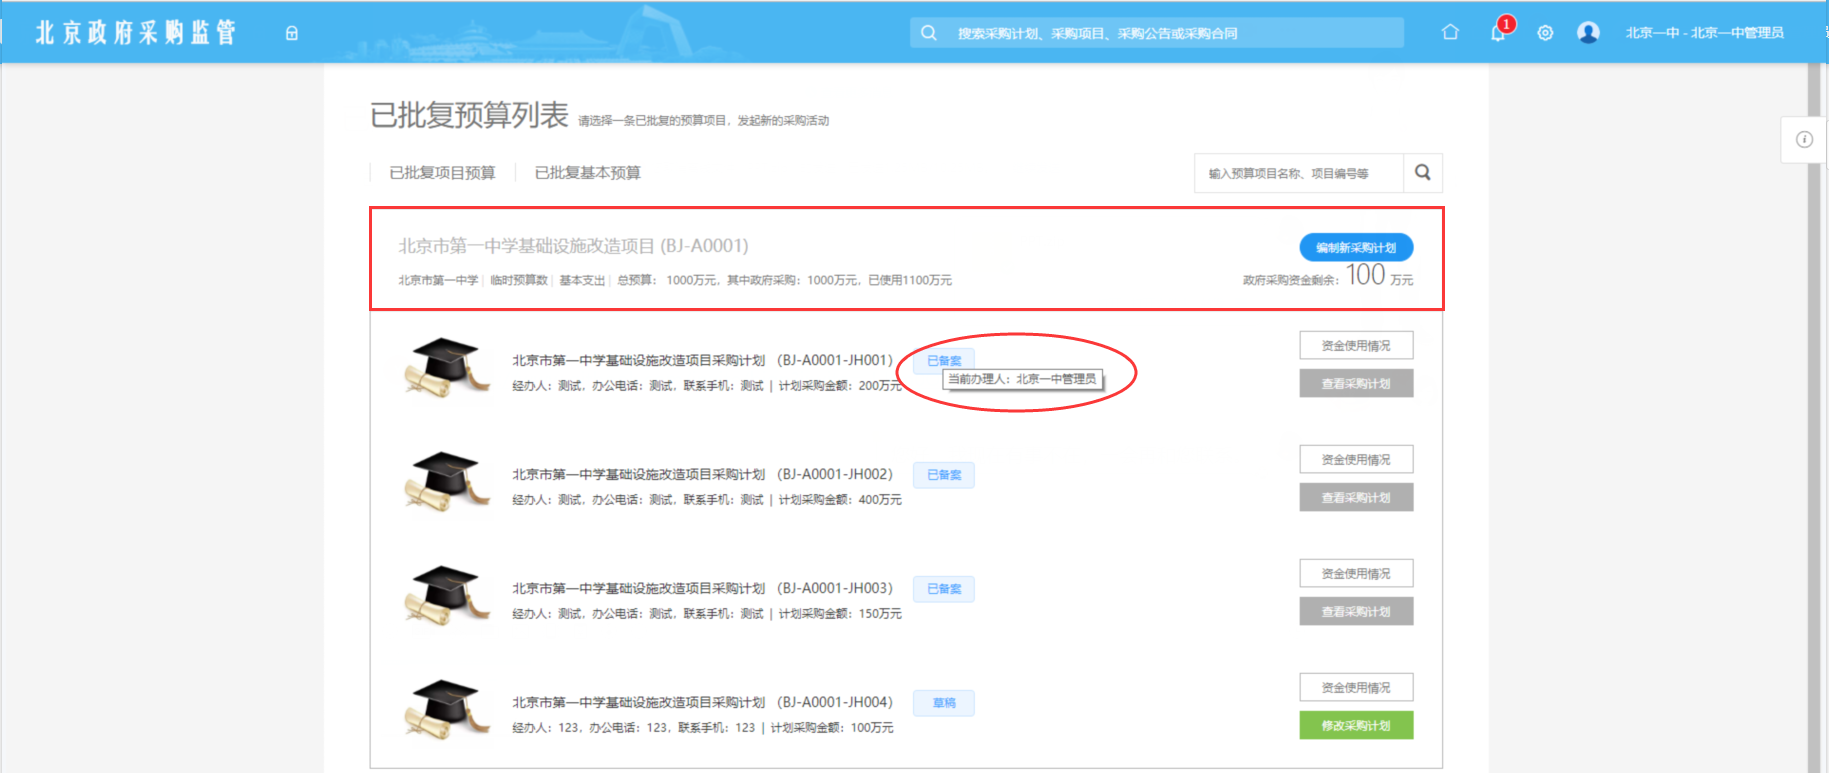 北京政府采购监管
搜索采购计划、采购项目、采购公告或采购合同
1
北京一中 - 北京一中管理员
已批复预算列表 请选择一条已批复的预算项目，发起新的采购活动
已批复项目预算 已批复基本预算
输入预算项目名称、项目编号等
北京市第一中学基础设施改造项目 (BJ-A0001)
编制新采购计划
北京市第一中学 | 临时预算数 | 基本支出 | 总预算： 1000万元，其中政府采购：1000万元，已使用1100万元
政府采购资金剩余：100 万元
北京市第一中学基础设施改造项目采购计划 （BJ-A0001-JH001） 已备案
当前办理人：北京一中管理员
经办人：测试，办公电话：测试，联系手机：测试 | 计划采购金额：200万元
资金使用情况
查看采购计划
北京市第一中学基础设施改造项目采购计划 （BJ-A0001-JH002） 已备案
经办人：测试，办公电话：测试，联系手机：测试 | 计划采购金额：400万元
资金使用情况
查看采购计划
北京市第一中学基础设施改造项目采购计划 （BJ-A0001-JH003） 已备案
经办人：测试，办公电话：测试，联系手机：测试 | 计划采购金额：150万元
资金使用情况
查看采购计划
北京市第一中学基础设施改造项目采购计划 （BJ-A0001-JH004） 草稿
经办人：123，办公电话：123，联系手机：123 | 计划采购金额：100万元
资金使用情况
修改采购计划